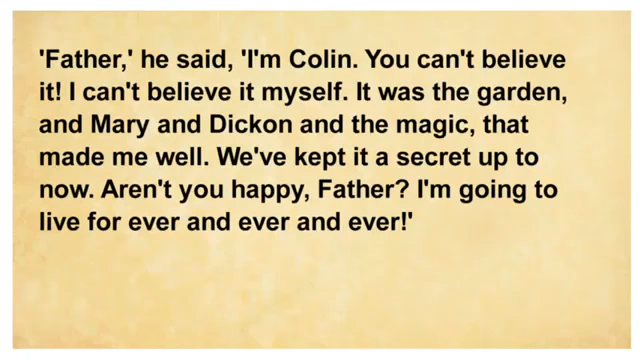 'Father,' he said, 'I'm Colin. You can't believe
it! I can't believe it myself. It was the garden,
and Mary and Dickon and the magic, that
made me well. We've kept it a secret up to
now. Aren't you happy, Father? I'm going to
live for ever and ever and ever!'